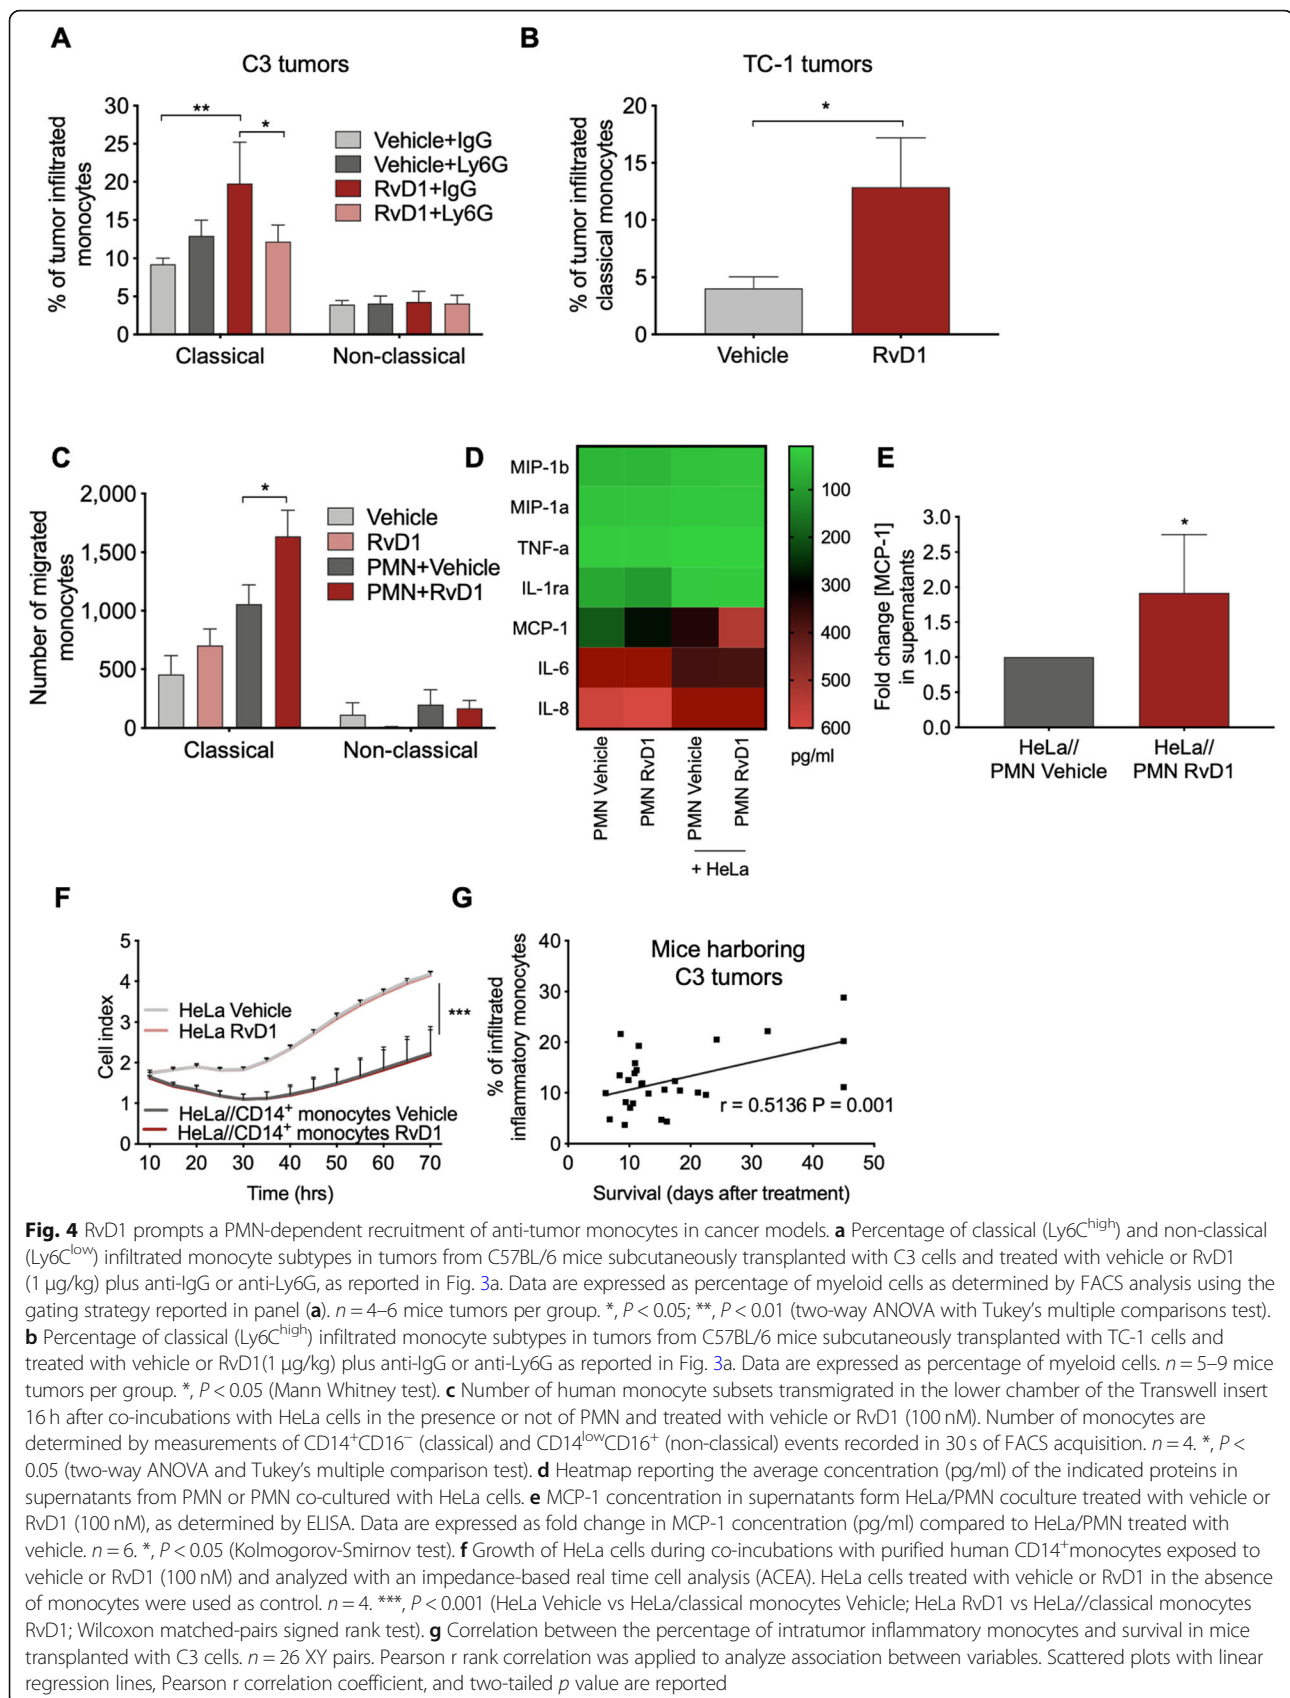 A
C3 tumors
% of tumor infiltrated
monocytes
30
25
20
15
10
5
0
**
*
Vehicle+IgG
Vehicle+Ly6G
RvD1+IgG
RvD1+Ly6G
Classical
Non-classical
B
TC-1 tumors
% of tumor infiltrated
classical monocytes
20
15
10
5
0
*
Vehicle
RvD1
C
Number of migrated
monocytes
2,000
1,500
1,000
500
0
*
Vehicle
RvD1
PMN+Vehicle
PMN+RvD1
Classical
Non-classical
D
MIP-1b
MIP-1a
TNF-a
IL-1ra
MCP-1
IL-6
IL-8
100
200
300
400
500
600
pg/ml
PMN Vehicle
PMN RvD1
PMN Vehicle
PMN RvD1
+ HeLa
E
Fold change [MCP-1]
in supernatants
3.0
2.5
2.0
1.5
1.0
0.5
0.0
*
HeLa//
PMN Vehicle
HeLa//
PMN RvD1
F
Cell index
5
4
3
2
1
0
HeLa Vehicle
HeLa RvD1
***
HeLa//CD14⁺ monocytes Vehicle
HeLa//CD14⁺ monocytes RvD1
10 20 30 40 50 60 70
Time (hrs)
G
% of infiltrated
inflammatory monocytes
40
30
20
10
0
Mice harboring
C3 tumors
r = 0.5136 P = 0.001
0 10 20 30 40 50
Survival (days after treatment)
Fig. 4 RvD1 prompts a PMN-dependent recruitment of anti-tumor monocytes in cancer models. a Percentage of classical (Ly6C^high) and non-classical
(Ly6C^low) infiltrated monocyte subtypes in tumors from C57BL/6 mice subcutaneously transplanted with C3 cells and treated with vehicle or RvD1
(1 μg/kg) plus anti-IgG or anti-Ly6G, as reported in Fig. 3a. Data are expressed as percentage of myeloid cells as determined by FACS analysis using the
gating strategy reported in panel (a). n = 4–6 mice tumors per group. *, P < 0.05; **, P < 0.01 (two-way ANOVA with Tukey's multiple comparisons test).
b Percentage of classical (Ly6C^high) infiltrated monocyte subtypes in tumors from C57BL/6 mice subcutaneously transplanted with TC-1 cells and
treated with vehicle or RvD1(1 μg/kg) plus anti-IgG or anti-Ly6G as reported in Fig. 3a. Data are expressed as percentage of myeloid cells. n = 5–9 mice
tumors per group. *, P < 0.05 (Mann Whitney test). c Number of human monocyte subsets transmigrated in the lower chamber of the Transwell insert
16 h after co-incubations with HeLa cells in the presence or not of PMN and treated with vehicle or RvD1 (100 nM). Number of monocytes are
determined by measurements of CD14⁺CD16⁻ (classical) and CD14^lowCD16⁺ (non-classical) events recorded in 30 s of FACS acquisition. n = 4. *, P <
0.05 (two-way ANOVA and Tukey's multiple comparison test). d Heatmap reporting the average concentration (pg/ml) of the indicated proteins in
supernatants from PMN or PMN co-cultured with HeLa cells. e MCP-1 concentration in supernatants form HeLa/PMN coculture treated with vehicle or
RvD1 (100 nM), as determined by ELISA. Data are expressed as fold change in MCP-1 concentration (pg/ml) compared to HeLa/PMN treated with
vehicle. n = 6. *, P < 0.05 (Kolmogorov-Smirnov test). f Growth of HeLa cells during co-incubations with purified human CD14⁺monocytes exposed to
vehicle or RvD1 (100 nM) and analyzed with an impedance-based real time cell analysis (ACEA). HeLa cells treated with vehicle or RvD1 in the absence
of monocytes were used as control. n = 4. ***, P < 0.001 (HeLa Vehicle vs HeLa/classical monocytes Vehicle; HeLa RvD1 vs HeLa//classical monocytes
RvD1; Wilcoxon matched-pairs signed rank test). g Correlation between the percentage of intratumor inflammatory monocytes and survival in mice
transplanted with C3 cells. n = 26 XY pairs. Pearson r rank correlation was applied to analyze association between variables. Scattered plots with linear
regression lines, Pearson r correlation coefficient, and two-tailed p value are reported